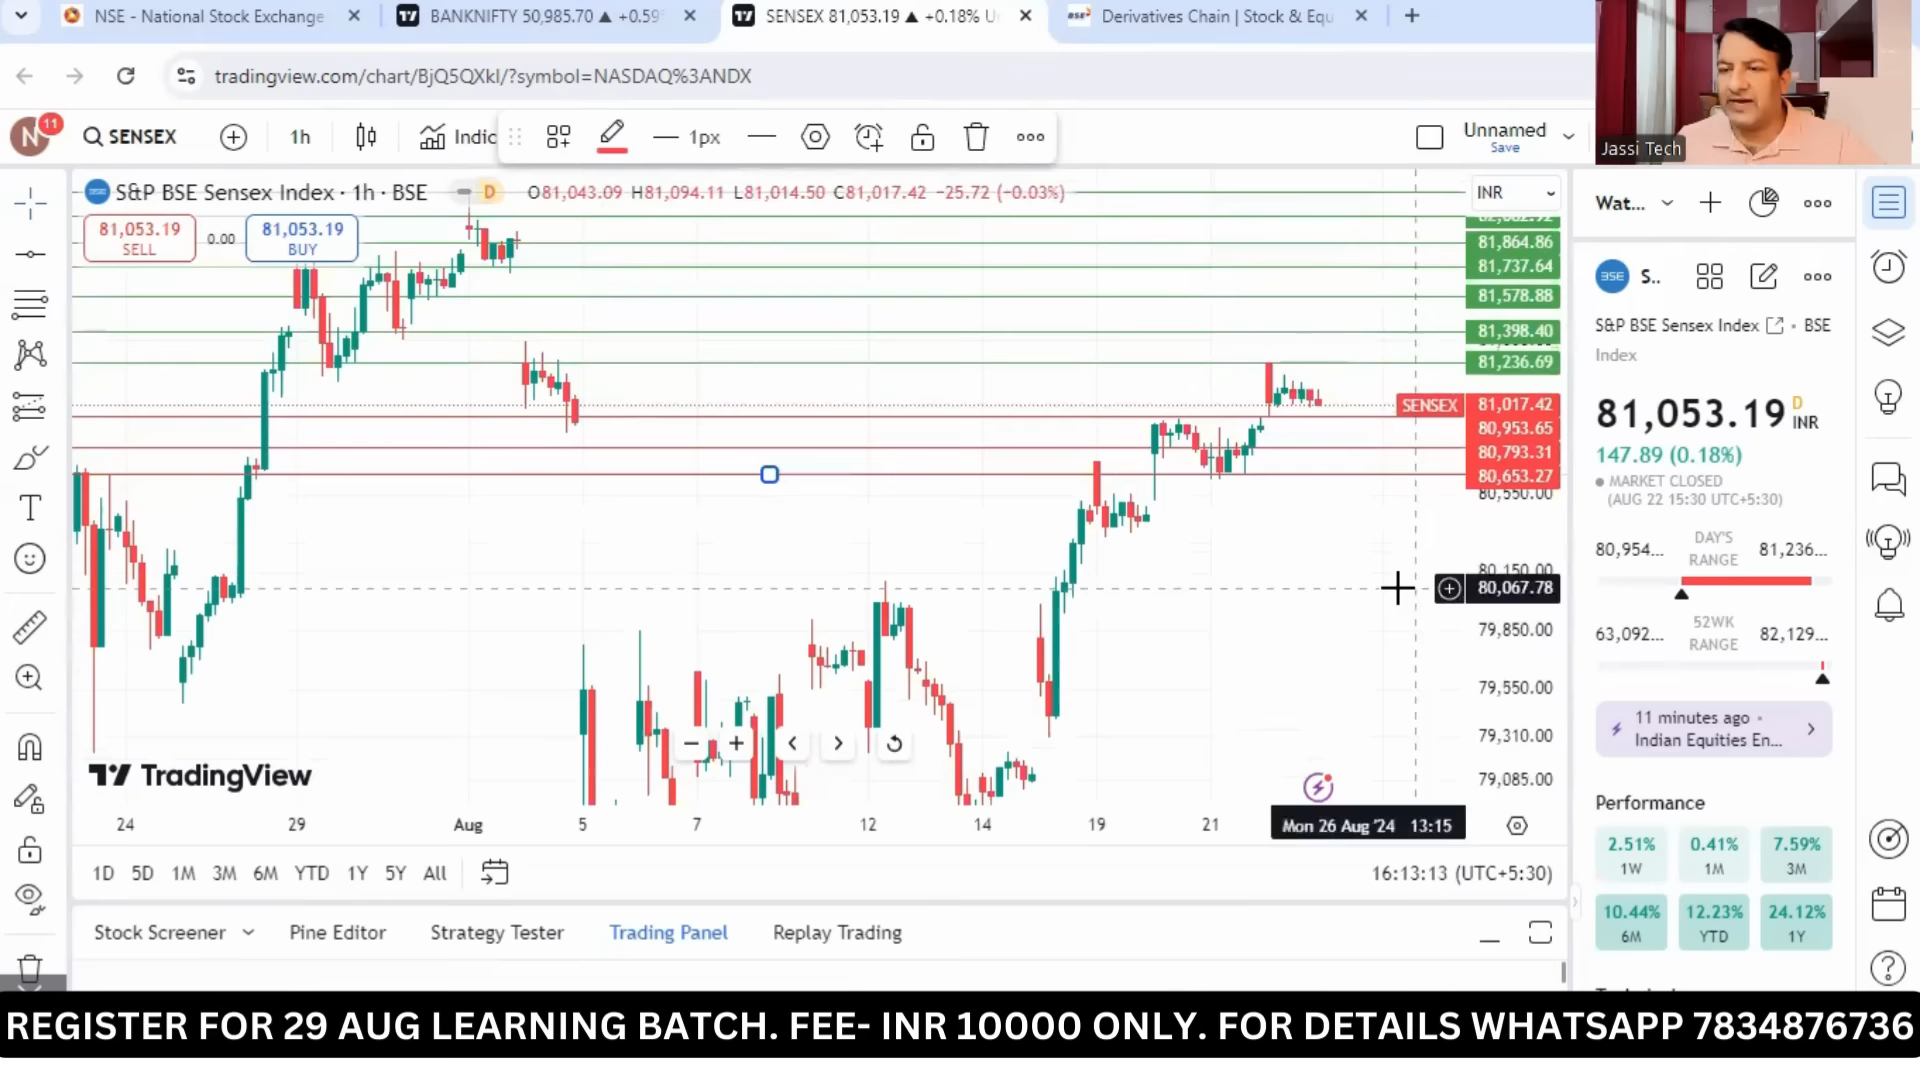 NSE - National Stock Exchange
BANKNIFTY 50,985.70 ▲ +0.59
SENSEX 81,053.19 ▲ +0.18% U
Derivatives Chain | Stock & Equ
tradingview.com/chart/BjQ5QXkI/?symbol=NASDAQ%3ANDX
N 11
SENSEX
1h
Indic
1px
Unnamed
Save
Jassi Tech
S&P BSE Sensex Index · 1h · BSE
D
O81,043.09 H81,094.11 L81,014.50 C81,017.42 −25.72 (−0.03%)
INR
81,053.19
SELL
0.00
81,053.19
BUY
81,864.86
81,737.64
81,578.88
81,398.40
81,236.69
SENSEX 81,017.42
80,953.65
80,793.31
80,653.27
80,550.00
80,150.00
80,067.78
79,850.00
79,550.00
79,310.00
79,085.00
TradingView
24 29 Aug 5 7 12 14 19 21
Mon 26 Aug '24 13:15
1D 5D 1M 3M 6M YTD 1Y 5Y All
16:13:13 (UTC+5:30)
Stock Screener
Pine Editor
Strategy Tester
Trading Panel
Replay Trading
Wat...
BSE
S..
S&P BSE Sensex Index · BSE
Index
81,053.19 D INR
147.89 (0.18%)
MARKET CLOSED
(AUG 22 15:30 UTC+5:30)
80,954... DAY'S RANGE 81,236...
63,092... 52WK RANGE 82,129...
11 minutes ago ·
Indian Equities En...
Performance
2.51% 0.41% 7.59%
1W 1M 3M
10.44% 12.23% 24.12%
6M YTD 1Y
REGISTER FOR 29 AUG LEARNING BATCH. FEE- INR 10000 ONLY. FOR DETAILS WHATSAPP 7834876736